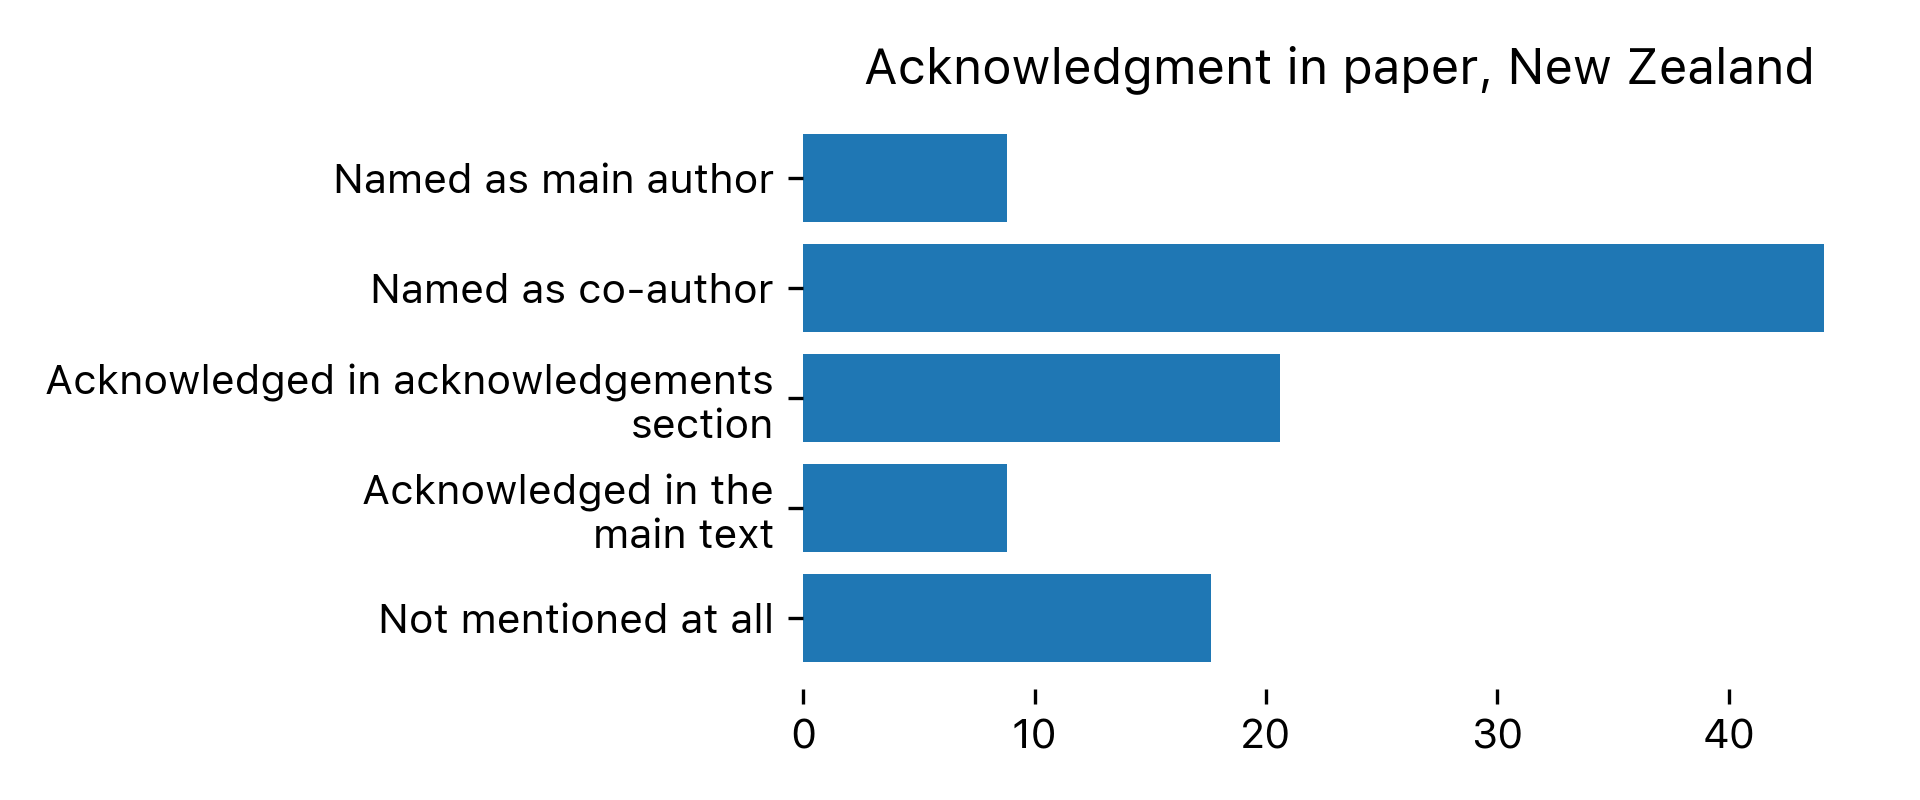 Acknowledgment in paper, New Zealand
Named as main author
Named as co-author
Acknowledged in acknowledgements
section
Acknowledged in the
main text
Not mentioned at all
0 10 20 30 40